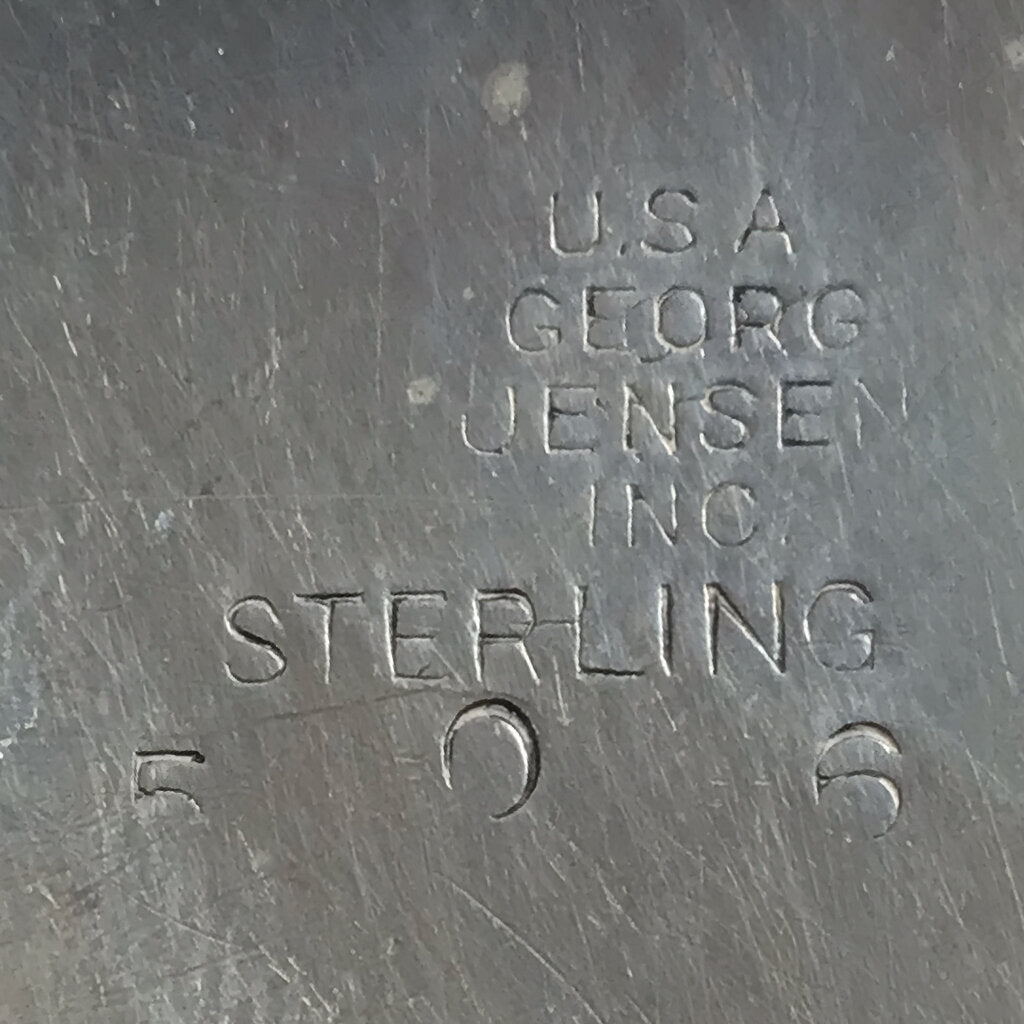 U.S.A
GEORG
JENSEN
INC.
STERLING
5 0 6